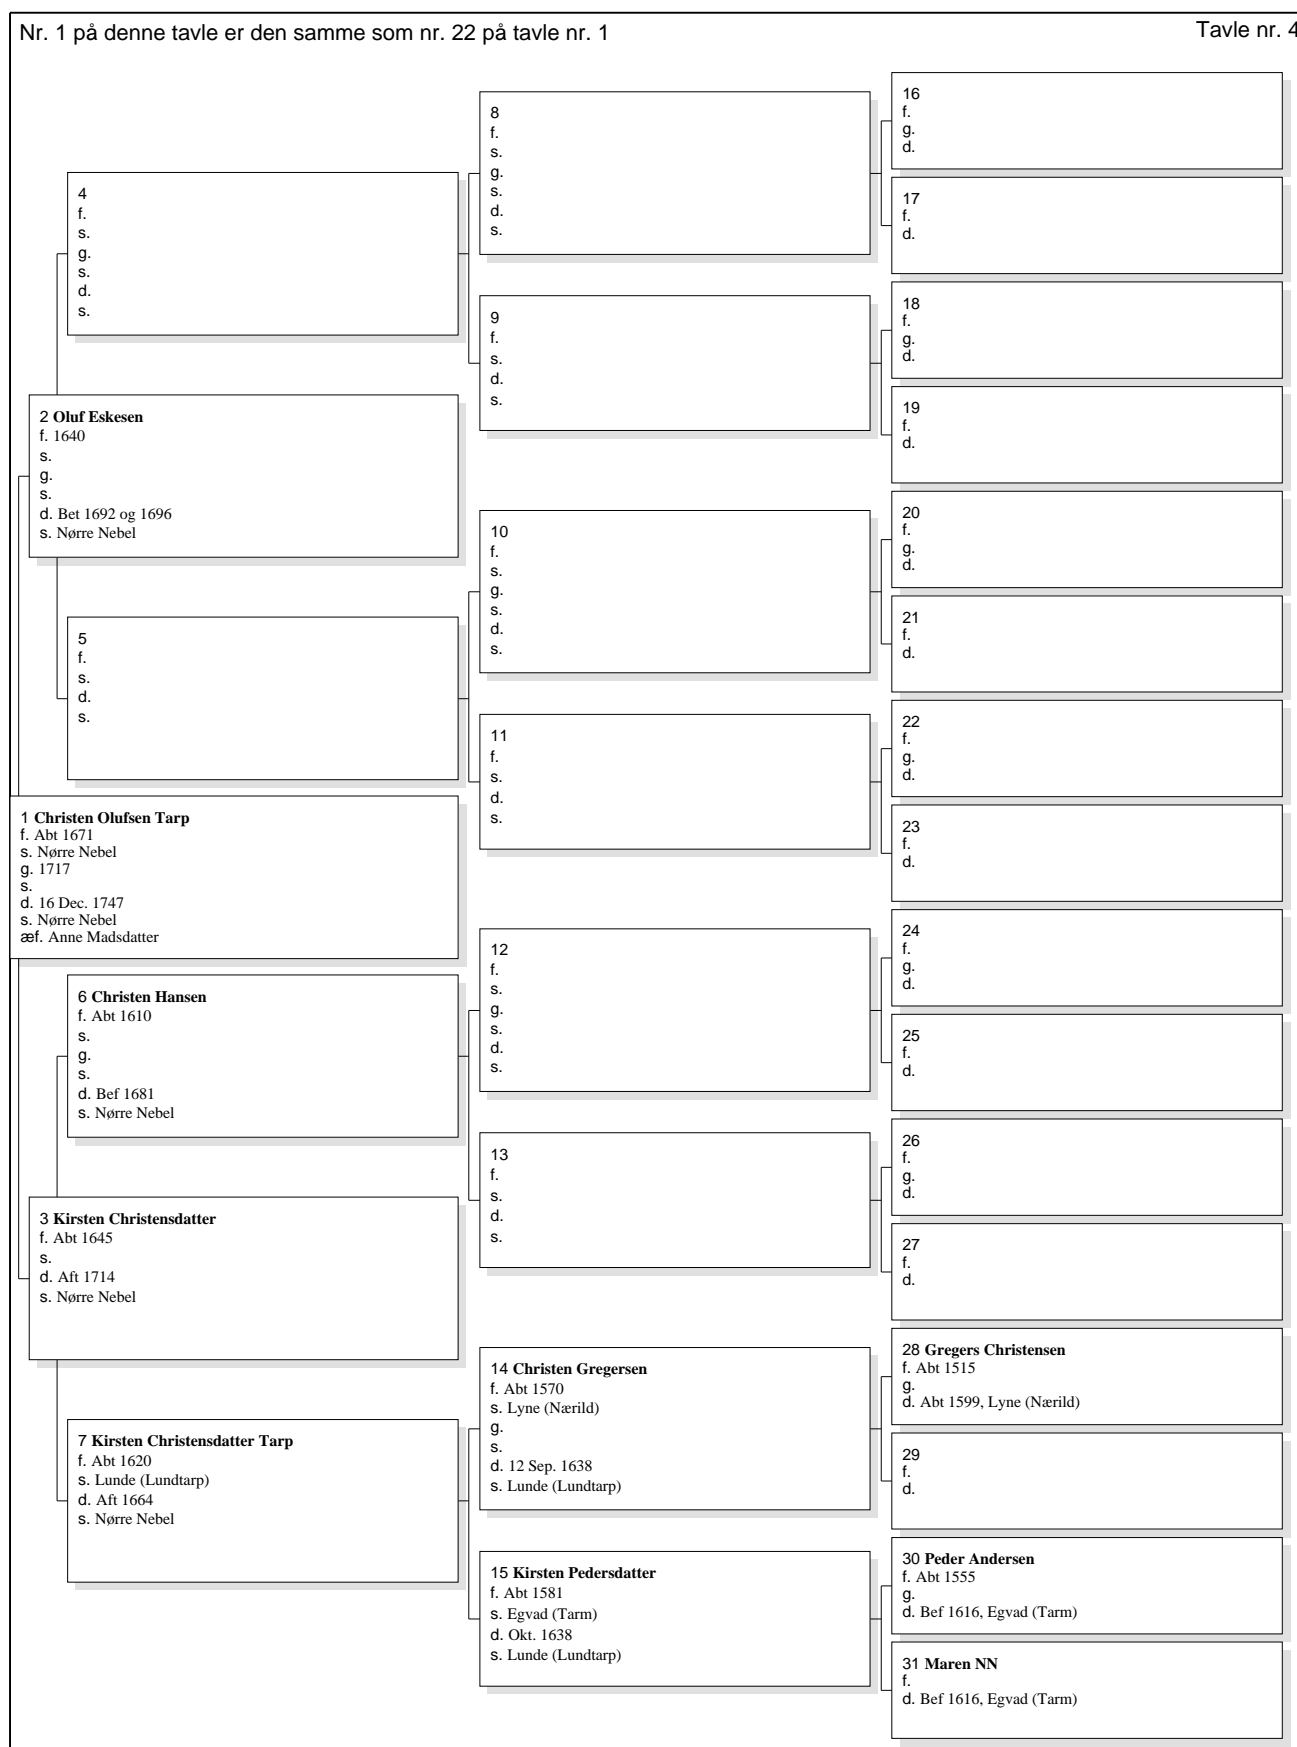 Nr. 1 på denne tavle er den samme som nr. 22 på tavle nr. 1
Tavle nr. 4
4
f.
s.
g.
s.
d.
s.
2 Oluf Eskesen
f. 1640
s.
g.
s.
d. Bet 1692 og 1696
s. Nørre Nebel
5
f.
s.
d.
s.
1 Christen Olufsen Tarp
f. Abt 1671
s. Nørre Nebel
g. 1717
s.
d. 16 Dec. 1747
s. Nørre Nebel
æf. Anne Madsdatter
6 Christen Hansen
f. Abt 1610
s.
g.
s.
d. Bef 1681
s. Nørre Nebel
3 Kirsten Christensdatter
f. Abt 1645
s.
d. Aft 1714
s. Nørre Nebel
7 Kirsten Christensdatter Tarp
f. Abt 1620
s. Lunde (Lundtarp)
d. Aft 1664
s. Nørre Nebel
8
f.
s.
g.
s.
d.
s.
9
f.
s.
d.
s.
10
f.
s.
g.
s.
d.
s.
11
f.
s.
d.
s.
12
f.
s.
g.
s.
d.
s.
13
f.
s.
d.
s.
14 Christen Gregersen
f. Abt 1570
s. Lyne (Nærild)
g.
s.
d. 12 Sep. 1638
s. Lunde (Lundtarp)
15 Kirsten Pedersdatter
f. Abt 1581
s. Egvad (Tarm)
d. Okt. 1638
s. Lunde (Lundtarp)
16
f.
g.
d.
17
f.
d.
18
f.
g.
d.
19
f.
d.
20
f.
g.
d.
21
f.
d.
22
f.
g.
d.
23
f.
d.
24
f.
g.
d.
25
f.
d.
26
f.
g.
d.
27
f.
d.
28 Gregers Christensen
f. Abt 1515
g.
d. Abt 1599, Lyne (Nærild)
29
f.
d.
30 Peder Andersen
f. Abt 1555
g.
d. Bef 1616, Egvad (Tarm)
31 Maren NN
f.
d. Bef 1616, Egvad (Tarm)